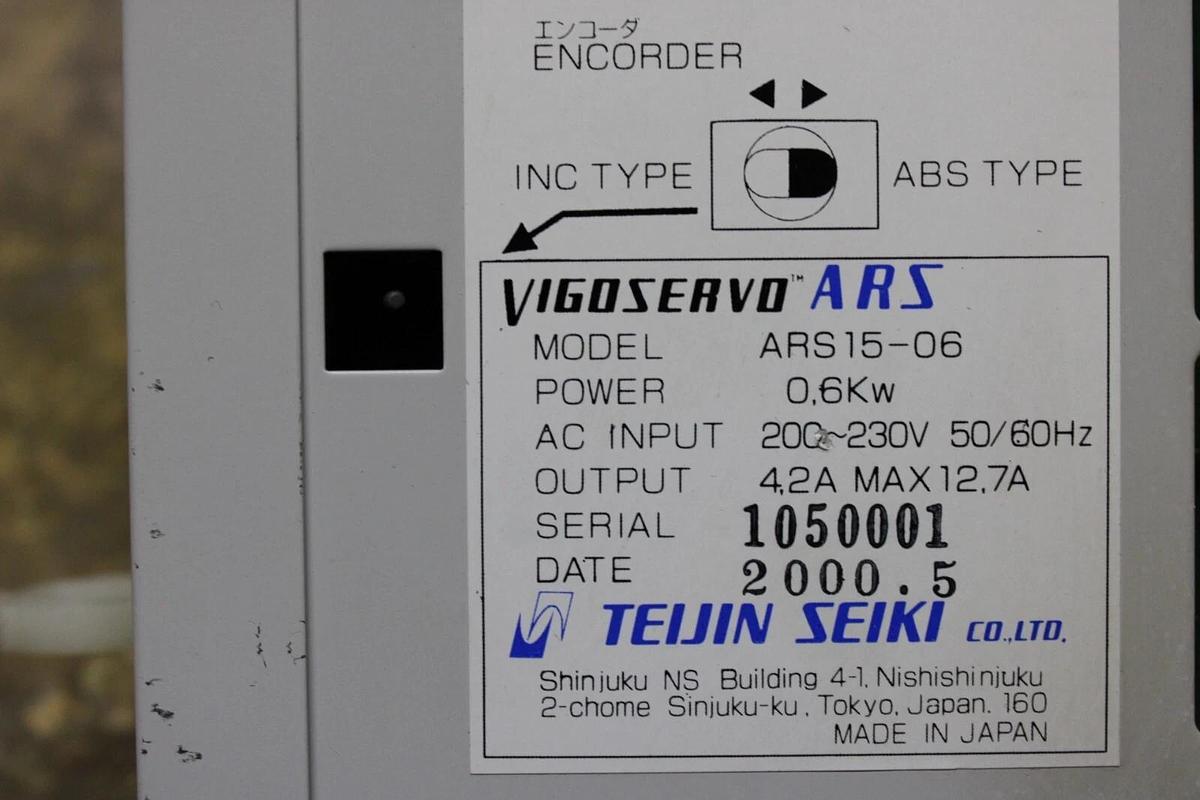 エンコーダ
ENCORDER
INC TYPE ABS TYPE
VIGOSERVO™ ARS
MODEL ARS15-06
POWER 0,6Kw
AC INPUT 200~230V 50/60Hz
OUTPUT 4,2A MAX12,7A
SERIAL 1050001
DATE 2000.5
TEIJIN SEIKI CO.,LTD.
Shinjuku NS Building 4-1, Nishishinjuku
2-chome Sinjuku-ku, Tokyo, Japan. 160
MADE IN JAPAN